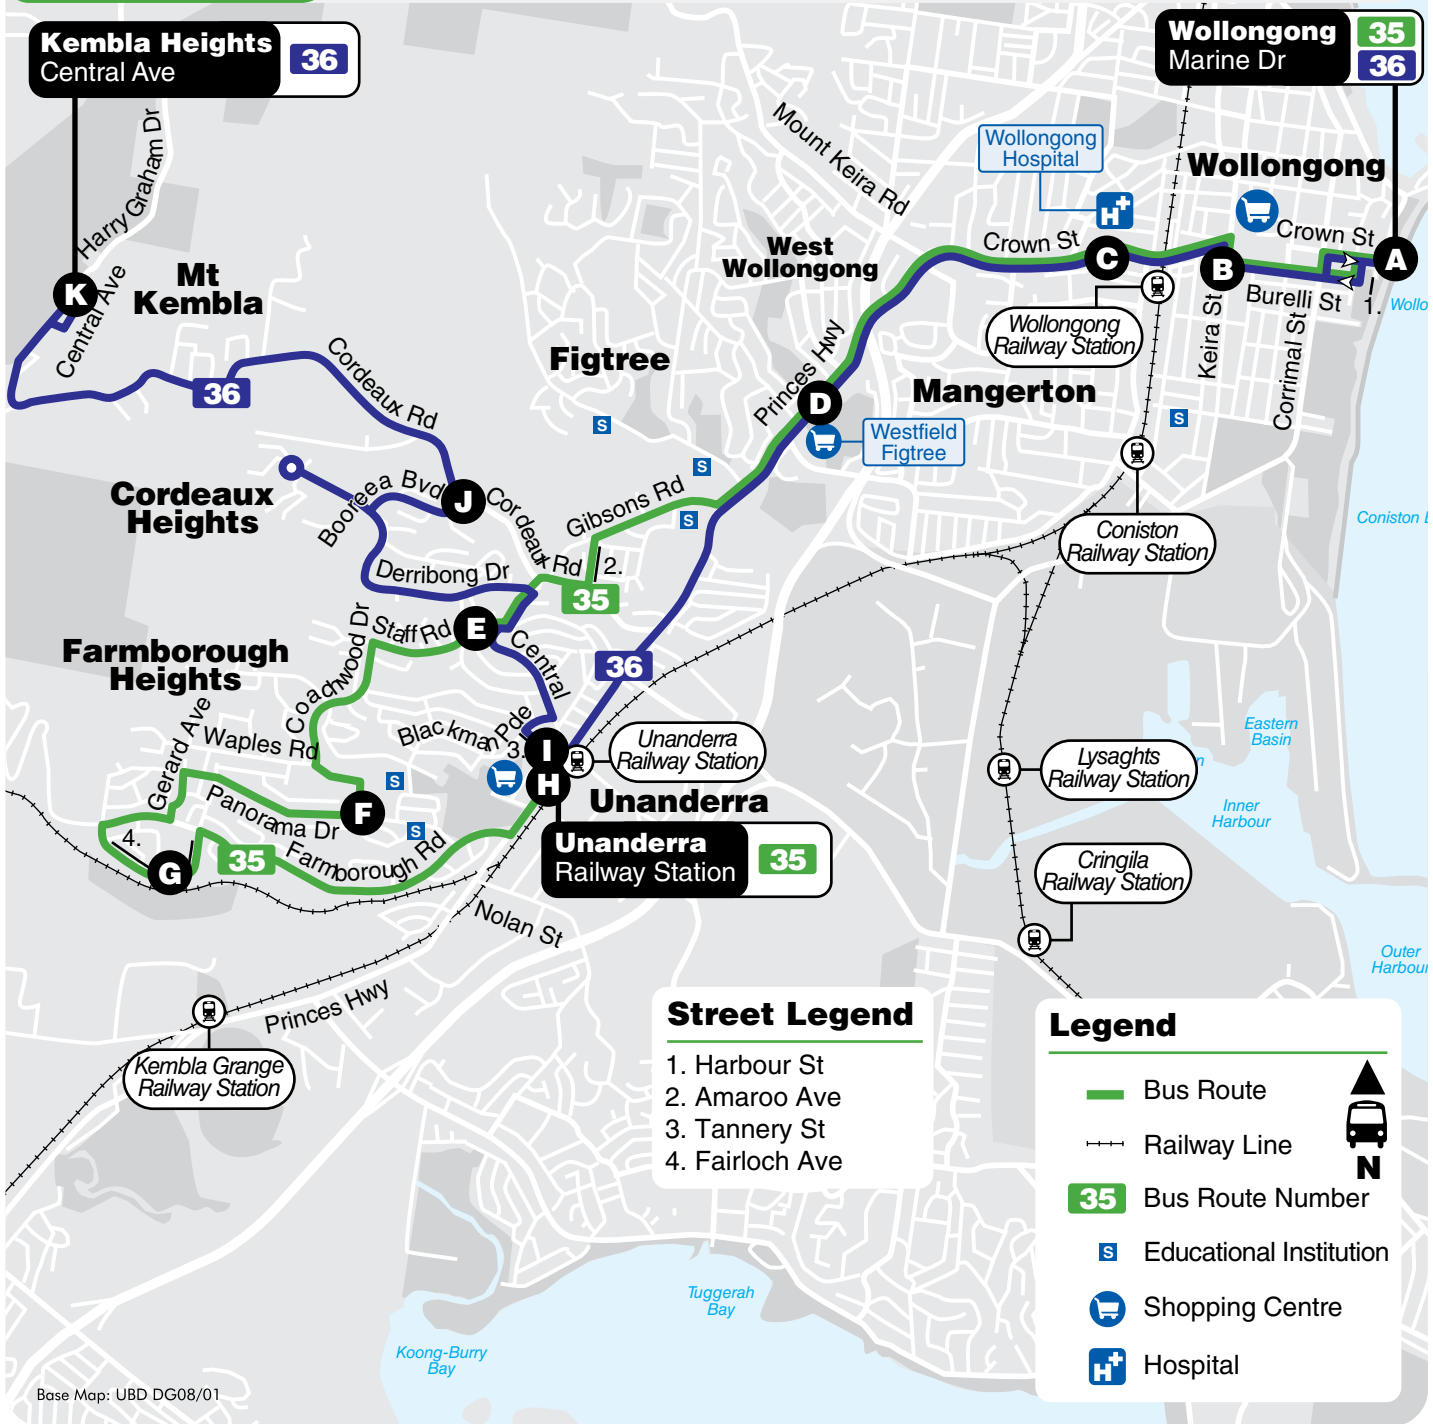 Kembla Heights
Central Ave
36
Wollongong
Marine Dr
35
36
Harry Graham Dr
Mount Keira Rd
Wollongong
Hospital
H
Wollongong
Crown St
Crown St
West
Wollongong
A
B
C
K
Mt
Kembla
Central Ave
Burelli St
1.
Wollo
Wollongong
Railway Station
Keira St
Corrimal St
Figtree
Princes Hwy
Mangerton
D
Westfield
Figtree
36
Cordeaux Rd
S
S
S
S
Cordeaux
Heights
Booreea Bvd
J
Cordeaux Rd
Gibsons Rd
2.
35
Coniston
Railway Station
Derribong Dr
E
Staff Rd
Coachwood Dr
Central
36
Farmborough
Heights
Gerard Ave
Waples Rd
Blackman Pde
3.
I
H
Unanderra
Railway Station
Unanderra
Unanderra
Railway Station
35
Eastern
Basin
Lysaghts
Railway Station
n
Inner
Harbour
Cringila
Railway Station
S
S
F
Panorama Dr
4.
G
35
Farmborough Rd
Nolan St
Outer
Harbour
Princes Hwy
Kembla Grange
Railway Station
Street Legend
1. Harbour St
2. Amaroo Ave
3. Tannery St
4. Fairloch Ave
Legend
Bus Route
Railway Line
N
35
Bus Route Number
S
Educational Institution
Shopping Centre
H
Hospital
Tuggerah
Bay
Koong-Burry
Bay
Base Map: UBD DG08/01